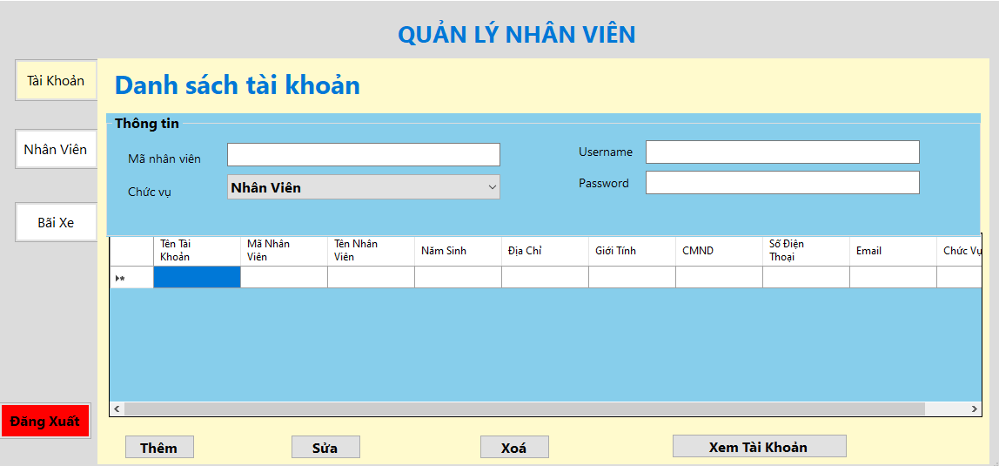 QUẢN LÝ NHÂN VIÊN
Tài Khoản
Nhân Viên
Bãi Xe
Đăng Xuất
Danh sách tài khoản
Thông tin
Mã nhân viên
Chức vụ
Nhân Viên
Username
Password
Tên Tài
Khoản
Mã Nhân
Viên
Tên Nhân
Viên
Năm Sinh
Địa Chỉ
Giới Tính
CMND
Số Điện
Thoại
Email
Chức Vụ
Thêm
Sửa
Xoá
Xem Tài Khoản